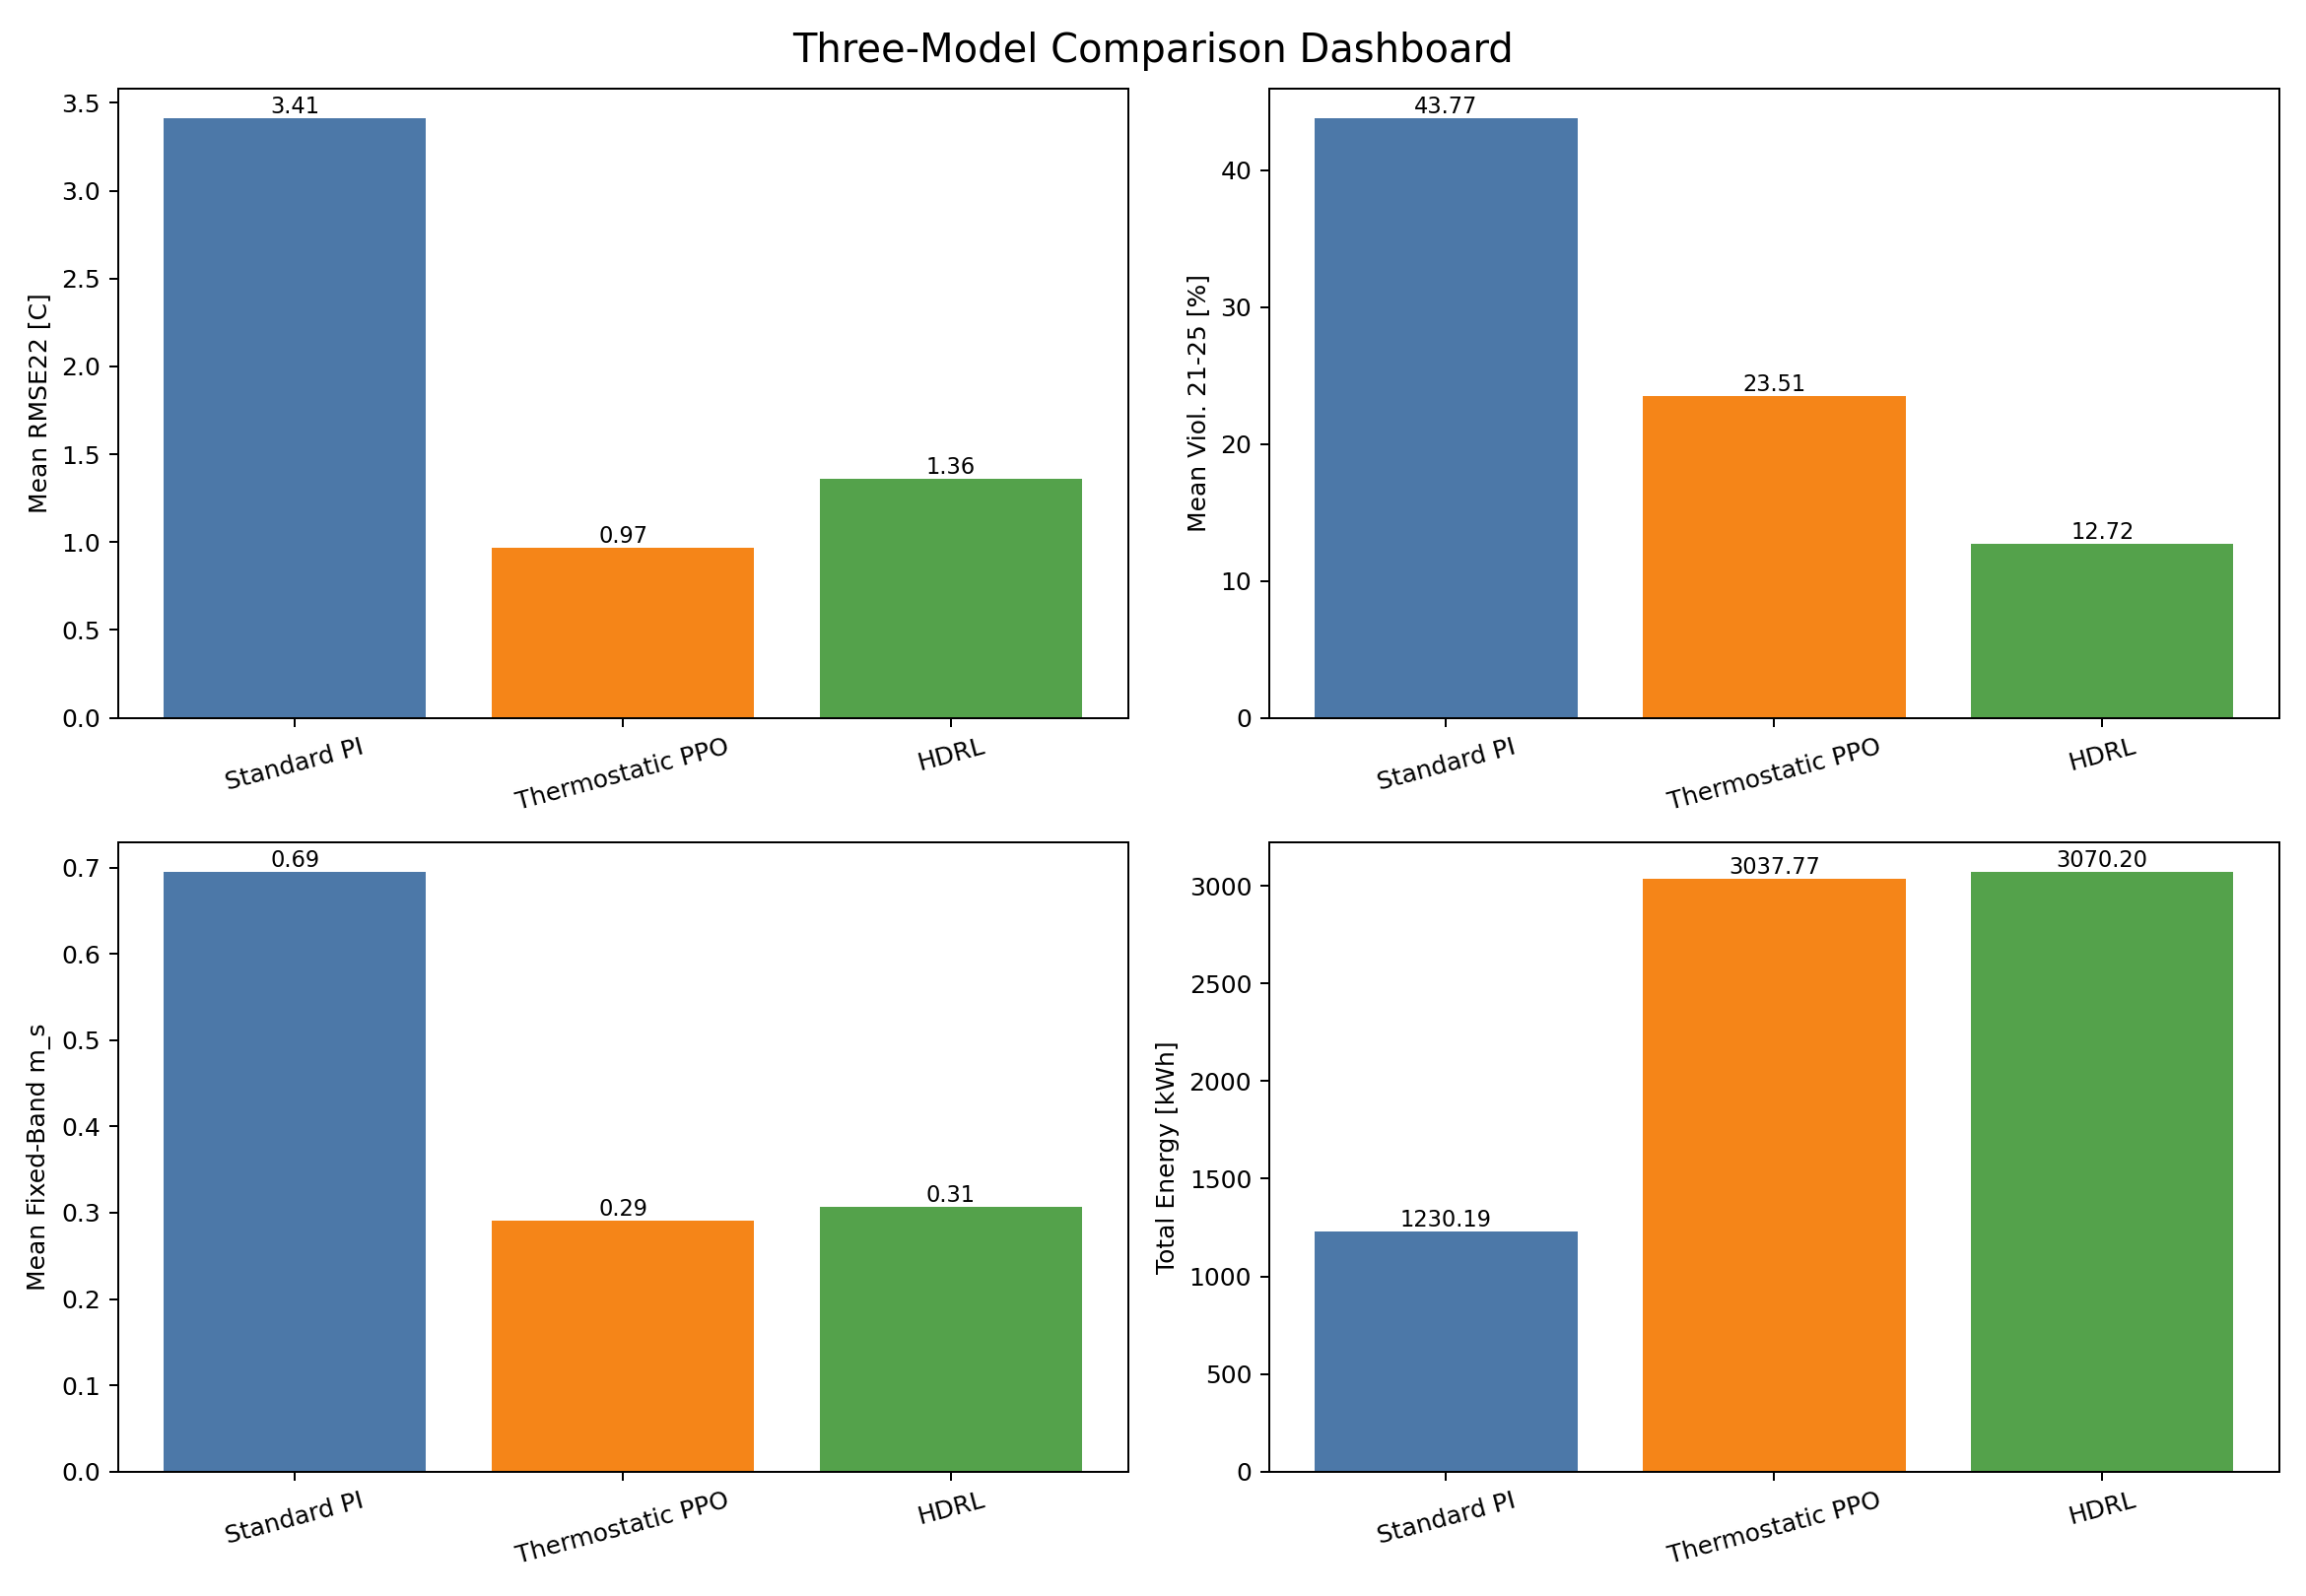 Three-Model Comparison Dashboard
Mean RMSE22 [C]
3.5
3.0
2.5
2.0
1.5
1.0
0.5
0.0
3.41
0.97
1.36
Standard PI
Thermostatic PPO
HDRL
Mean Viol. 21-25 [%]
40
30
20
10
0
43.77
23.51
12.72
Standard PI
Thermostatic PPO
HDRL
Mean Fixed-Band m_s
0.7
0.6
0.5
0.4
0.3
0.2
0.1
0.0
0.69
0.29
0.31
Standard PI
Thermostatic PPO
HDRL
Total Energy [kWh]
3000
2500
2000
1500
1000
500
0
1230.19
3037.77
3070.20
Standard PI
Thermostatic PPO
HDRL